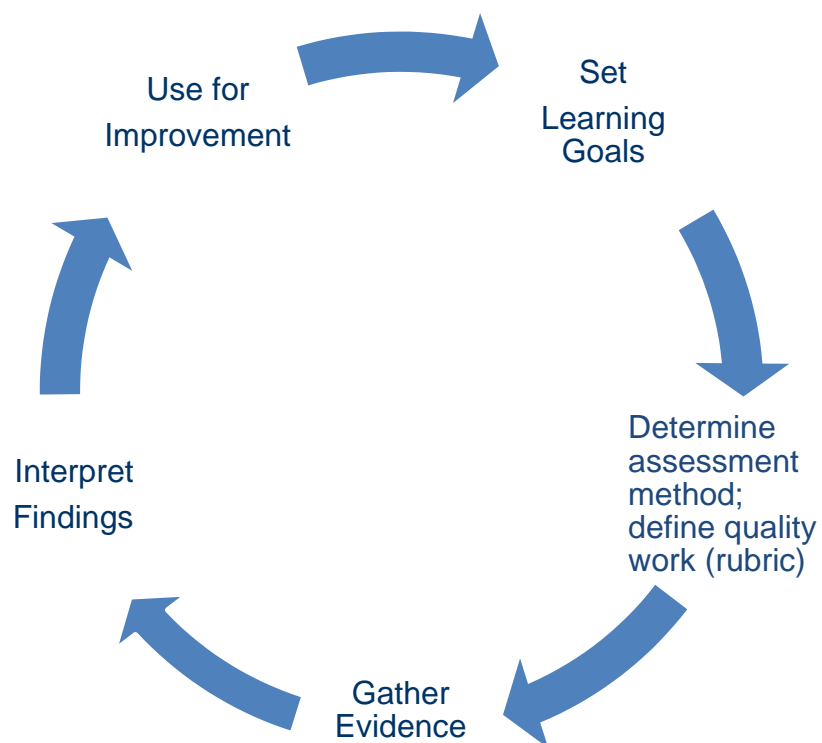 Set
Learning
Goals
Determine
assessment
method;
define quality
work (rubric)
Gather
Evidence
Interpret
Findings
Use for
Improvement